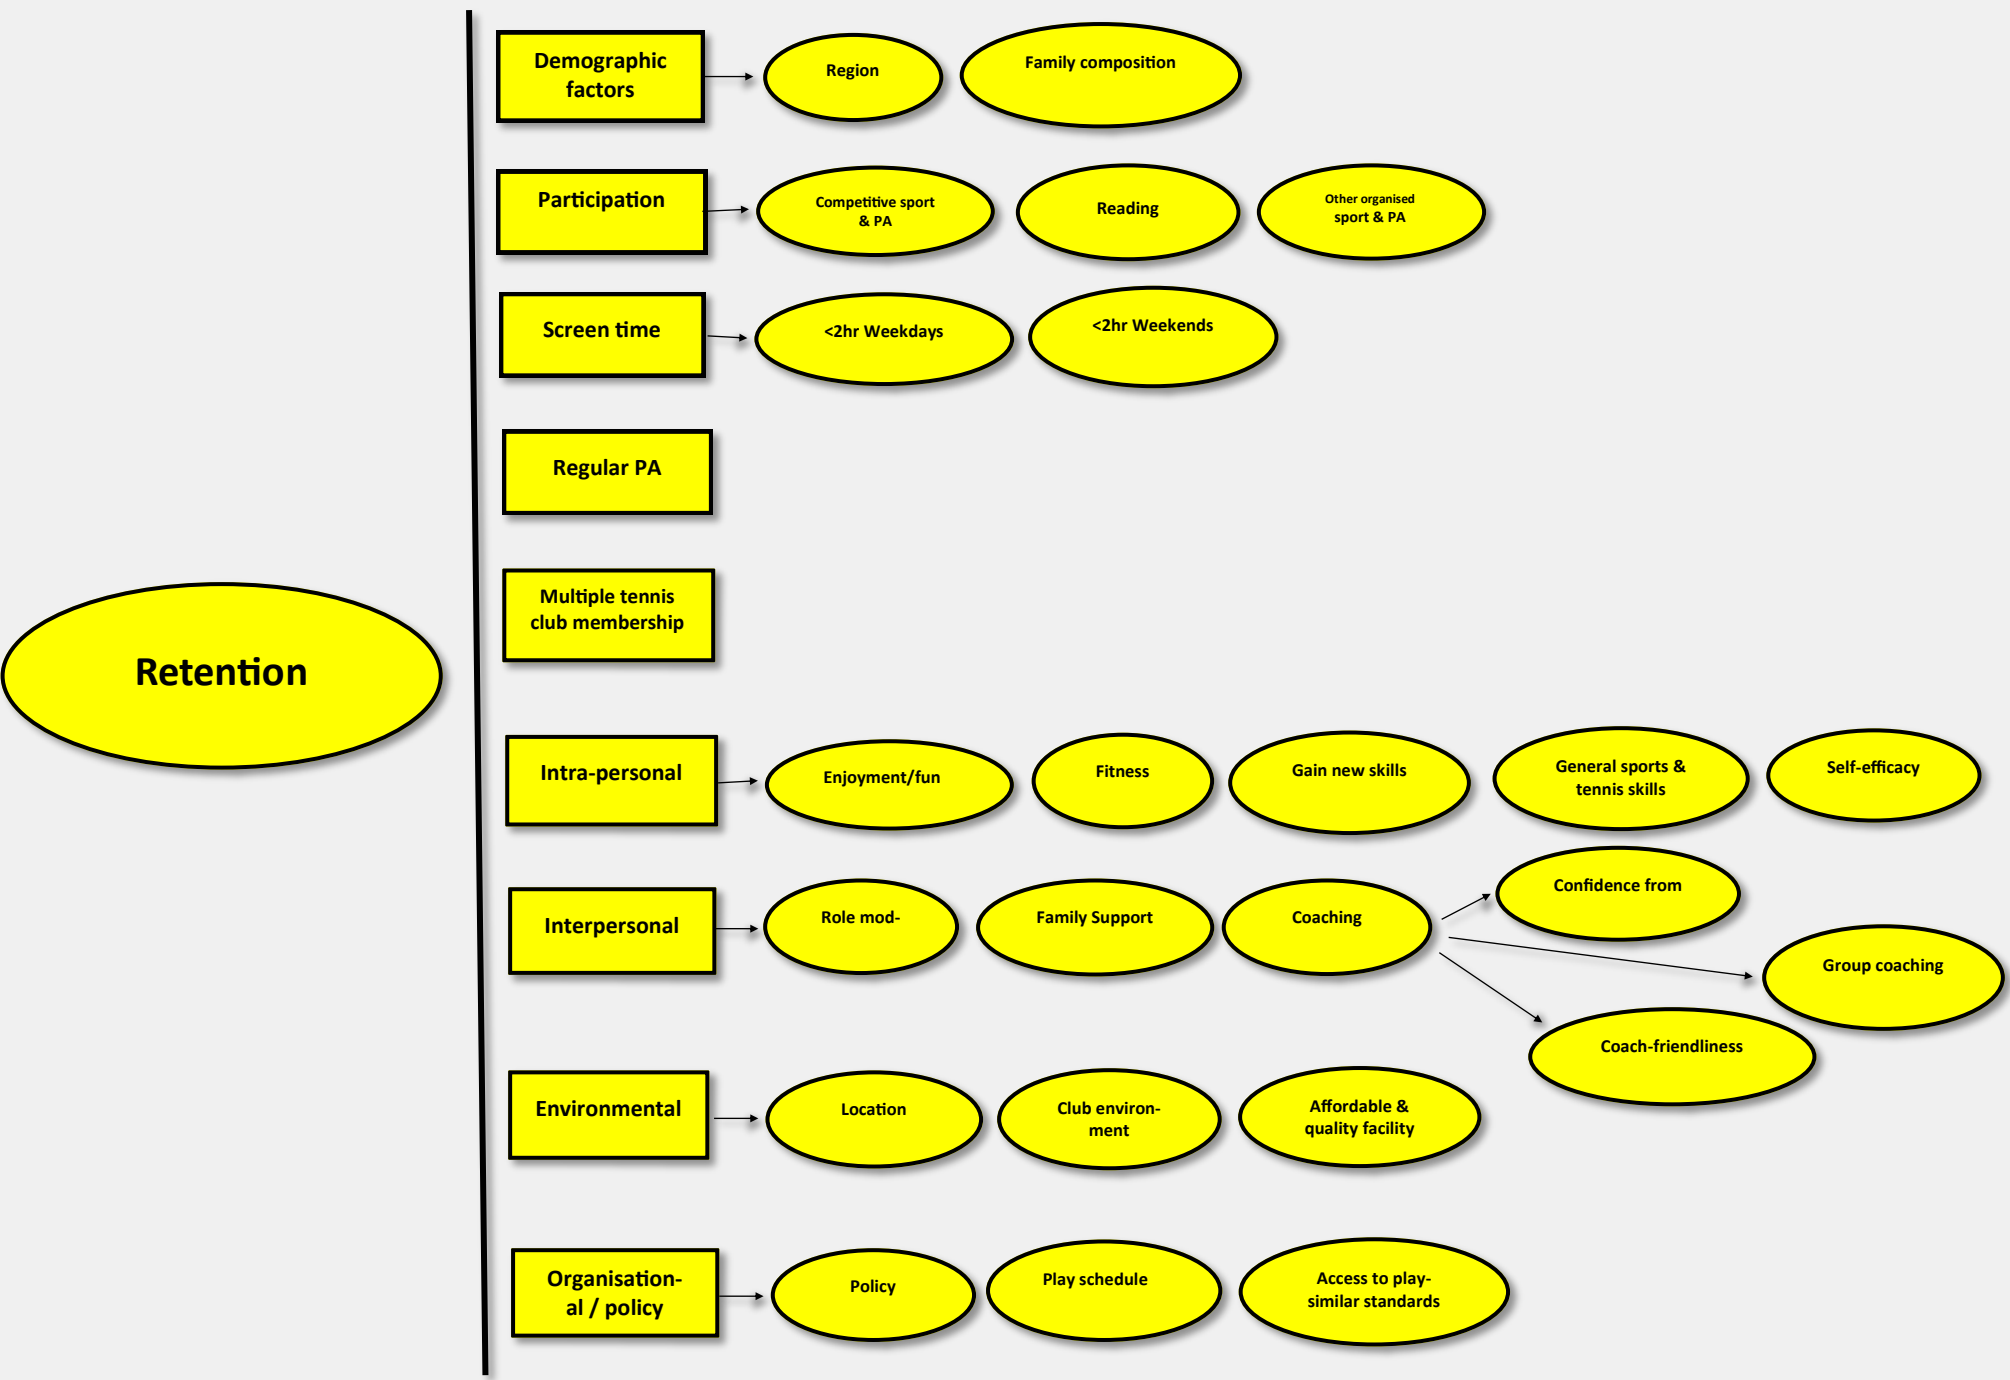 Demographic
factors
Region
Family composition
Participation
Competitive sport
& PA
Reading
Other organised
sport & PA
Screen time
<2hr Weekdays
<2hr Weekends
Regular PA
Multiple tennis
club membership
Retention
Intra-personal
Enjoyment/fun
Fitness
Gain new skills
General sports &
tennis skills
Self-efficacy
Interpersonal
Role mod-
Family Support
Coaching
Confidence from
Group coaching
Coach-friendliness
Environmental
Location
Club environ-
ment
Affordable &
quality facility
Organisation-
al / policy
Policy
Play schedule
Access to play-
similar standards